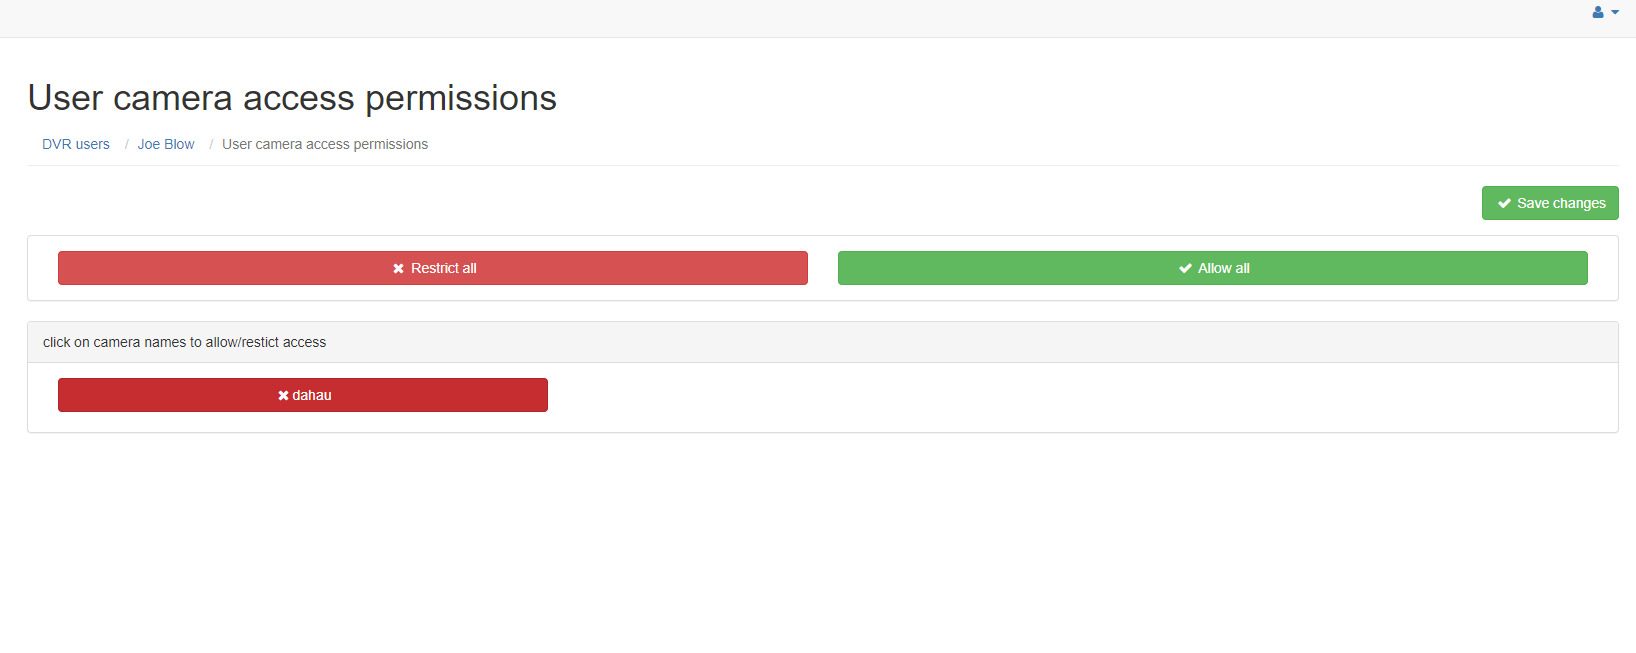 User camera access permissions
DVR users / Joe Blow / User camera access permissions
Save changes
Restrict all
Allow all
click on camera names to allow/restict access
dahau